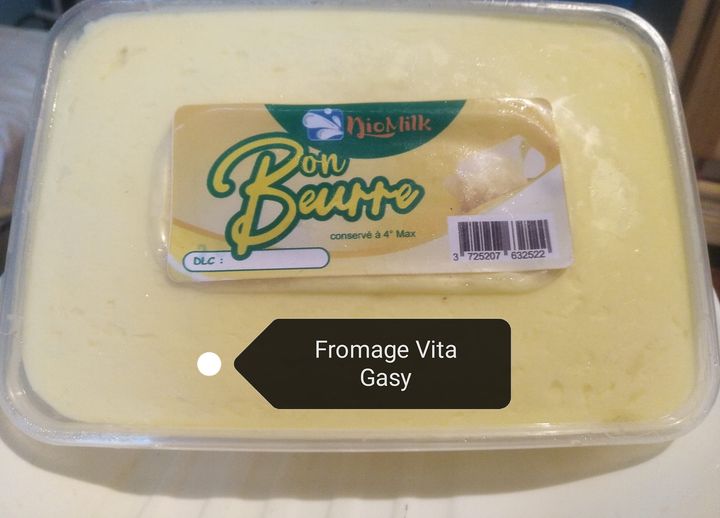 NioMilk
Bon
Beurre
conservé à 4° Max
DLC :
3 725207 632522
Fromage Vita
Gasy